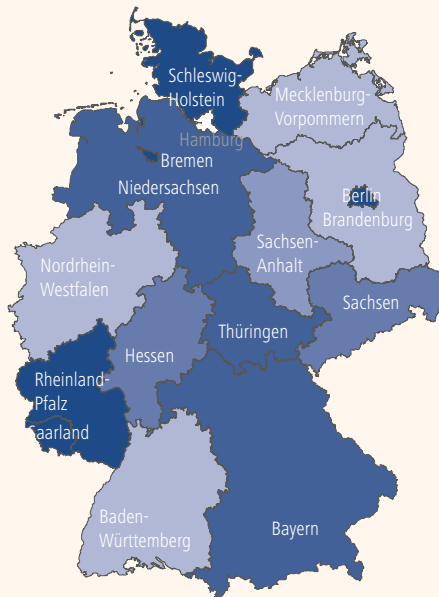 Schleswig-
Holstein
Mecklenburg-
Vorpommern
Hamburg
Bremen
Niedersachsen
Berlin
Brandenburg
Sachsen-
Anhalt
Nordrhein-
Westfalen
Sachsen
Thüringen
Hessen
Rheinland-
Pfalz
Saarland
Baden-
Württemberg
Bayern